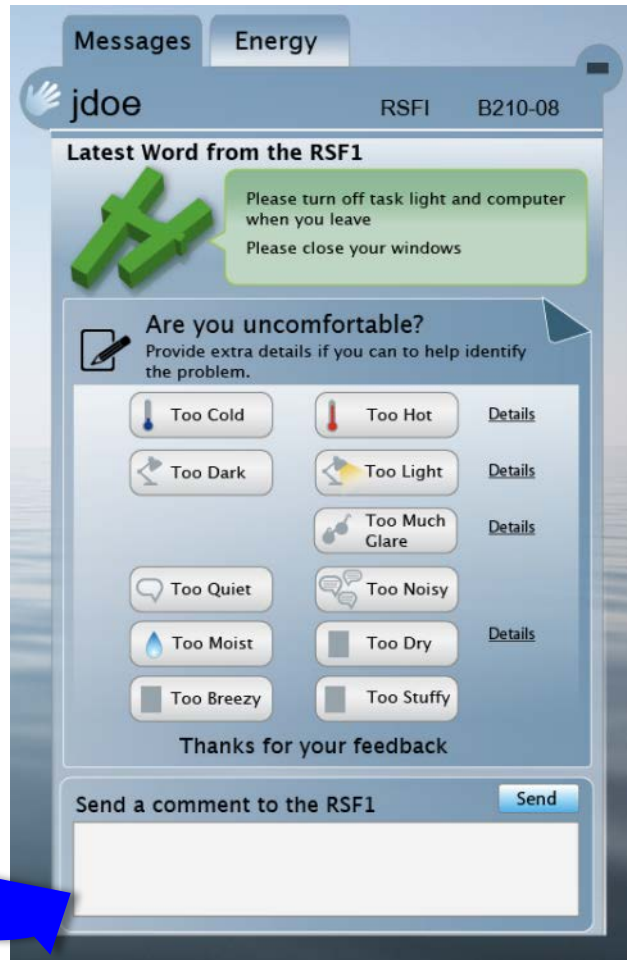 Messages Energy
jdoe RSFI B210-08
Latest Word from the RSF1
Please turn off task light and computer
when you leave
Please close your windows
Are you uncomfortable?
Provide extra details if you can to help identify
the problem.
Too Cold Too Hot Details
Too Dark Too Light Details
Too Much
Glare Details
Too Quiet Too Noisy
Too Moist Too Dry Details
Too Breezy Too Stuffy
Thanks for your feedback
Send a comment to the RSF1 Send